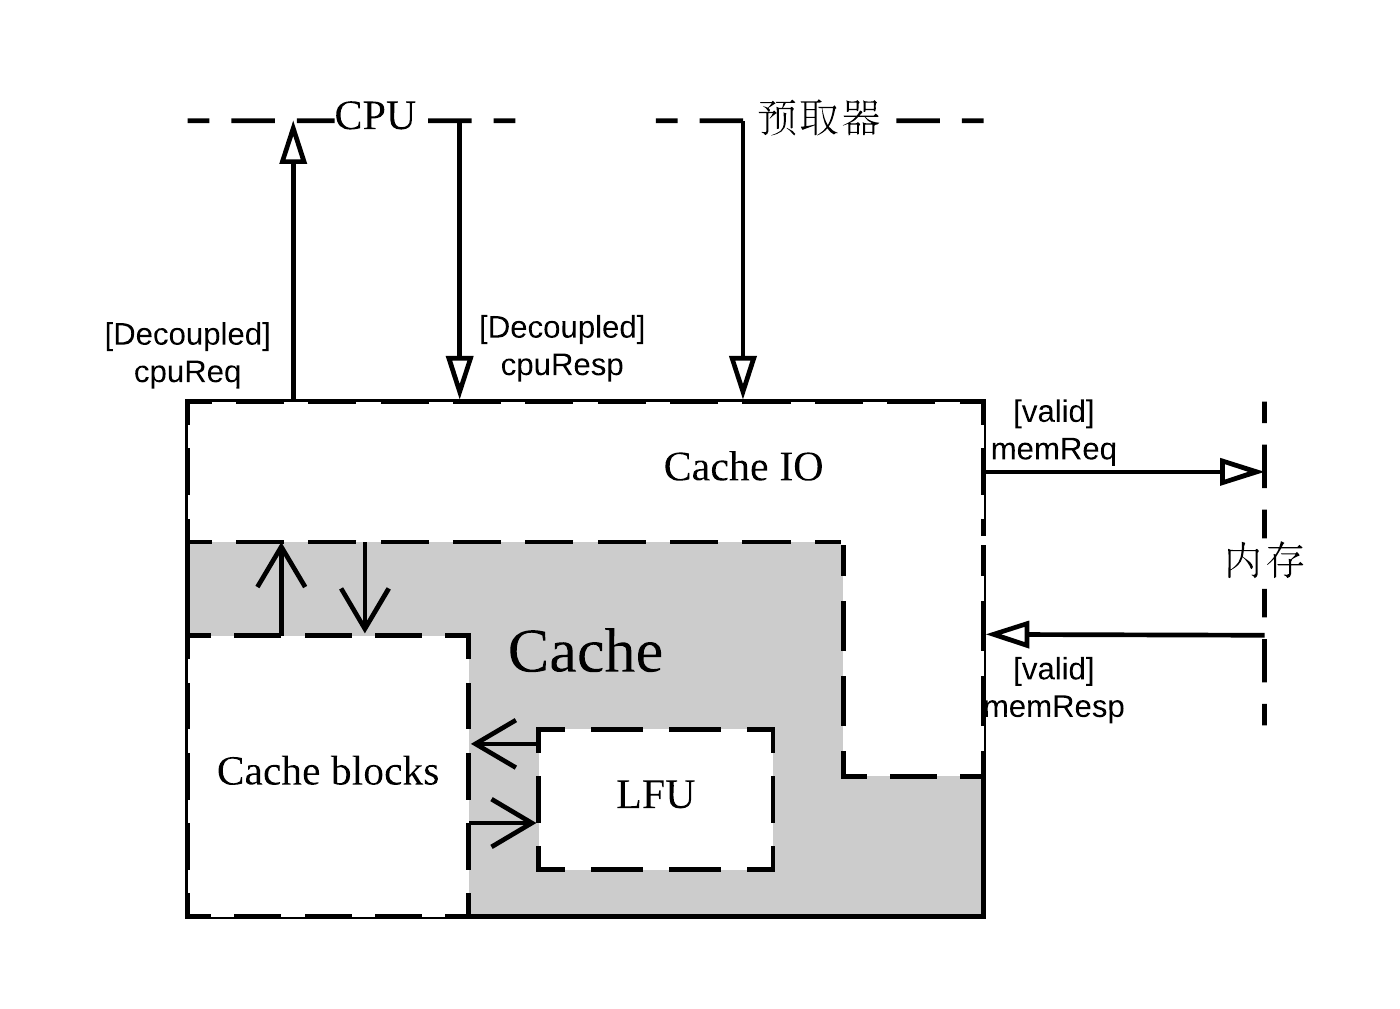 CPU
预取器
[Decoupled]
cpuReq
[Decoupled]
cpuResp
[valid]
memReq
Cache IO
内存
Cache
[valid]
memResp
Cache blocks
LFU